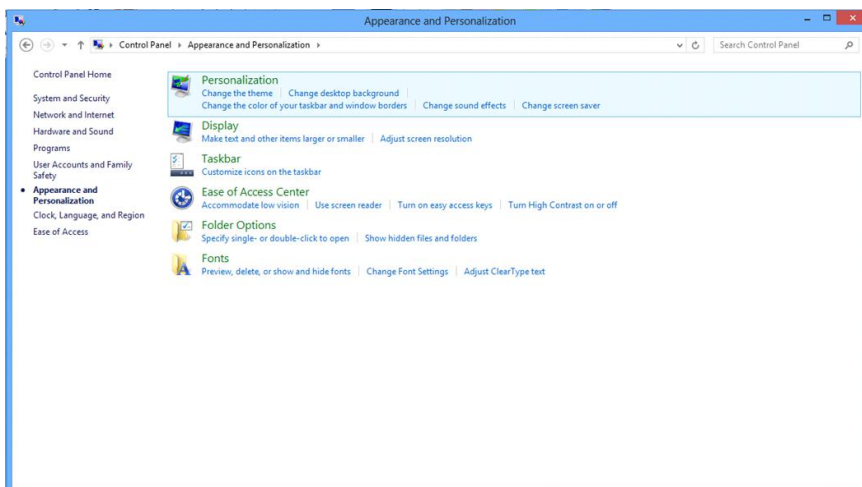 Appearance and Personalization
Control Panel Appearance and Personalization
Search Control Panel
Control Panel Home
System and Security
Network and Internet
Hardware and Sound
Programs
User Accounts and Family
Safety
Appearance and
Personalization
Clock, Language, and Region
Ease of Access
Personalization
Change the theme Change desktop background
Change the color of your taskbar and window borders Change sound effects Change screen saver
Display
Make text and other items larger or smaller Adjust screen resolution
Taskbar
Customize icons on the taskbar
Ease of Access Center
Accommodate low vision Use screen reader Turn on easy access keys Turn High Contrast on or off
Folder Options
Specify single- or double-click to open Show hidden files and folders
Fonts
Preview, delete, or show and hide fonts Change Font Settings Adjust ClearType text